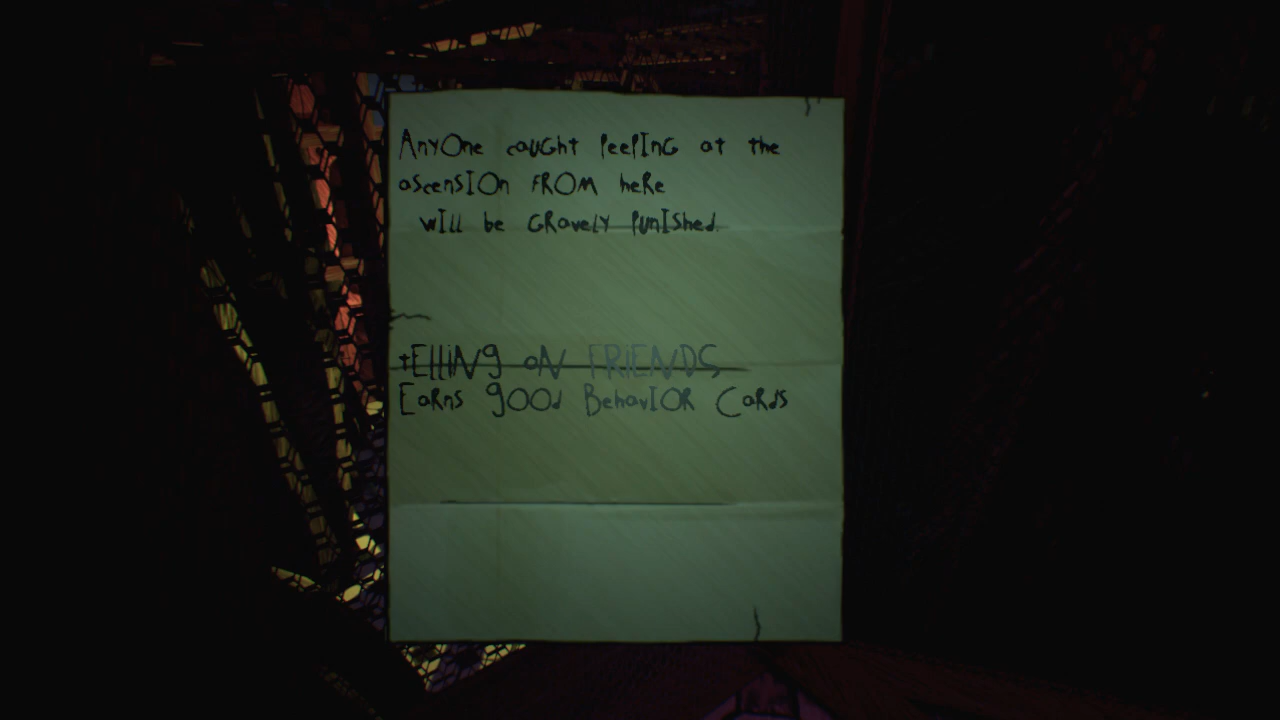 AnyOne caught peepInG at the
ascensIOn FROM heRe
wIll be GRavely punIShed.
tEllINg oN FRIENDS
EaRns gOOd BehavIOR CaRds